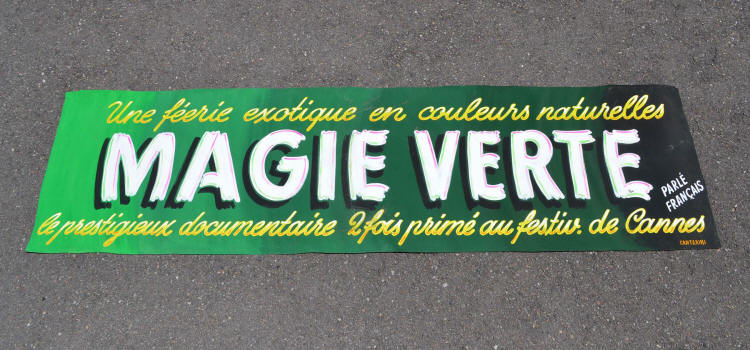 Une féerie exotique en couleurs naturelles
MAGIE VERTE
PARLÉ
FRANÇAIS
le prestigieux documentaire 2 fois primé au festiv. de Cannes